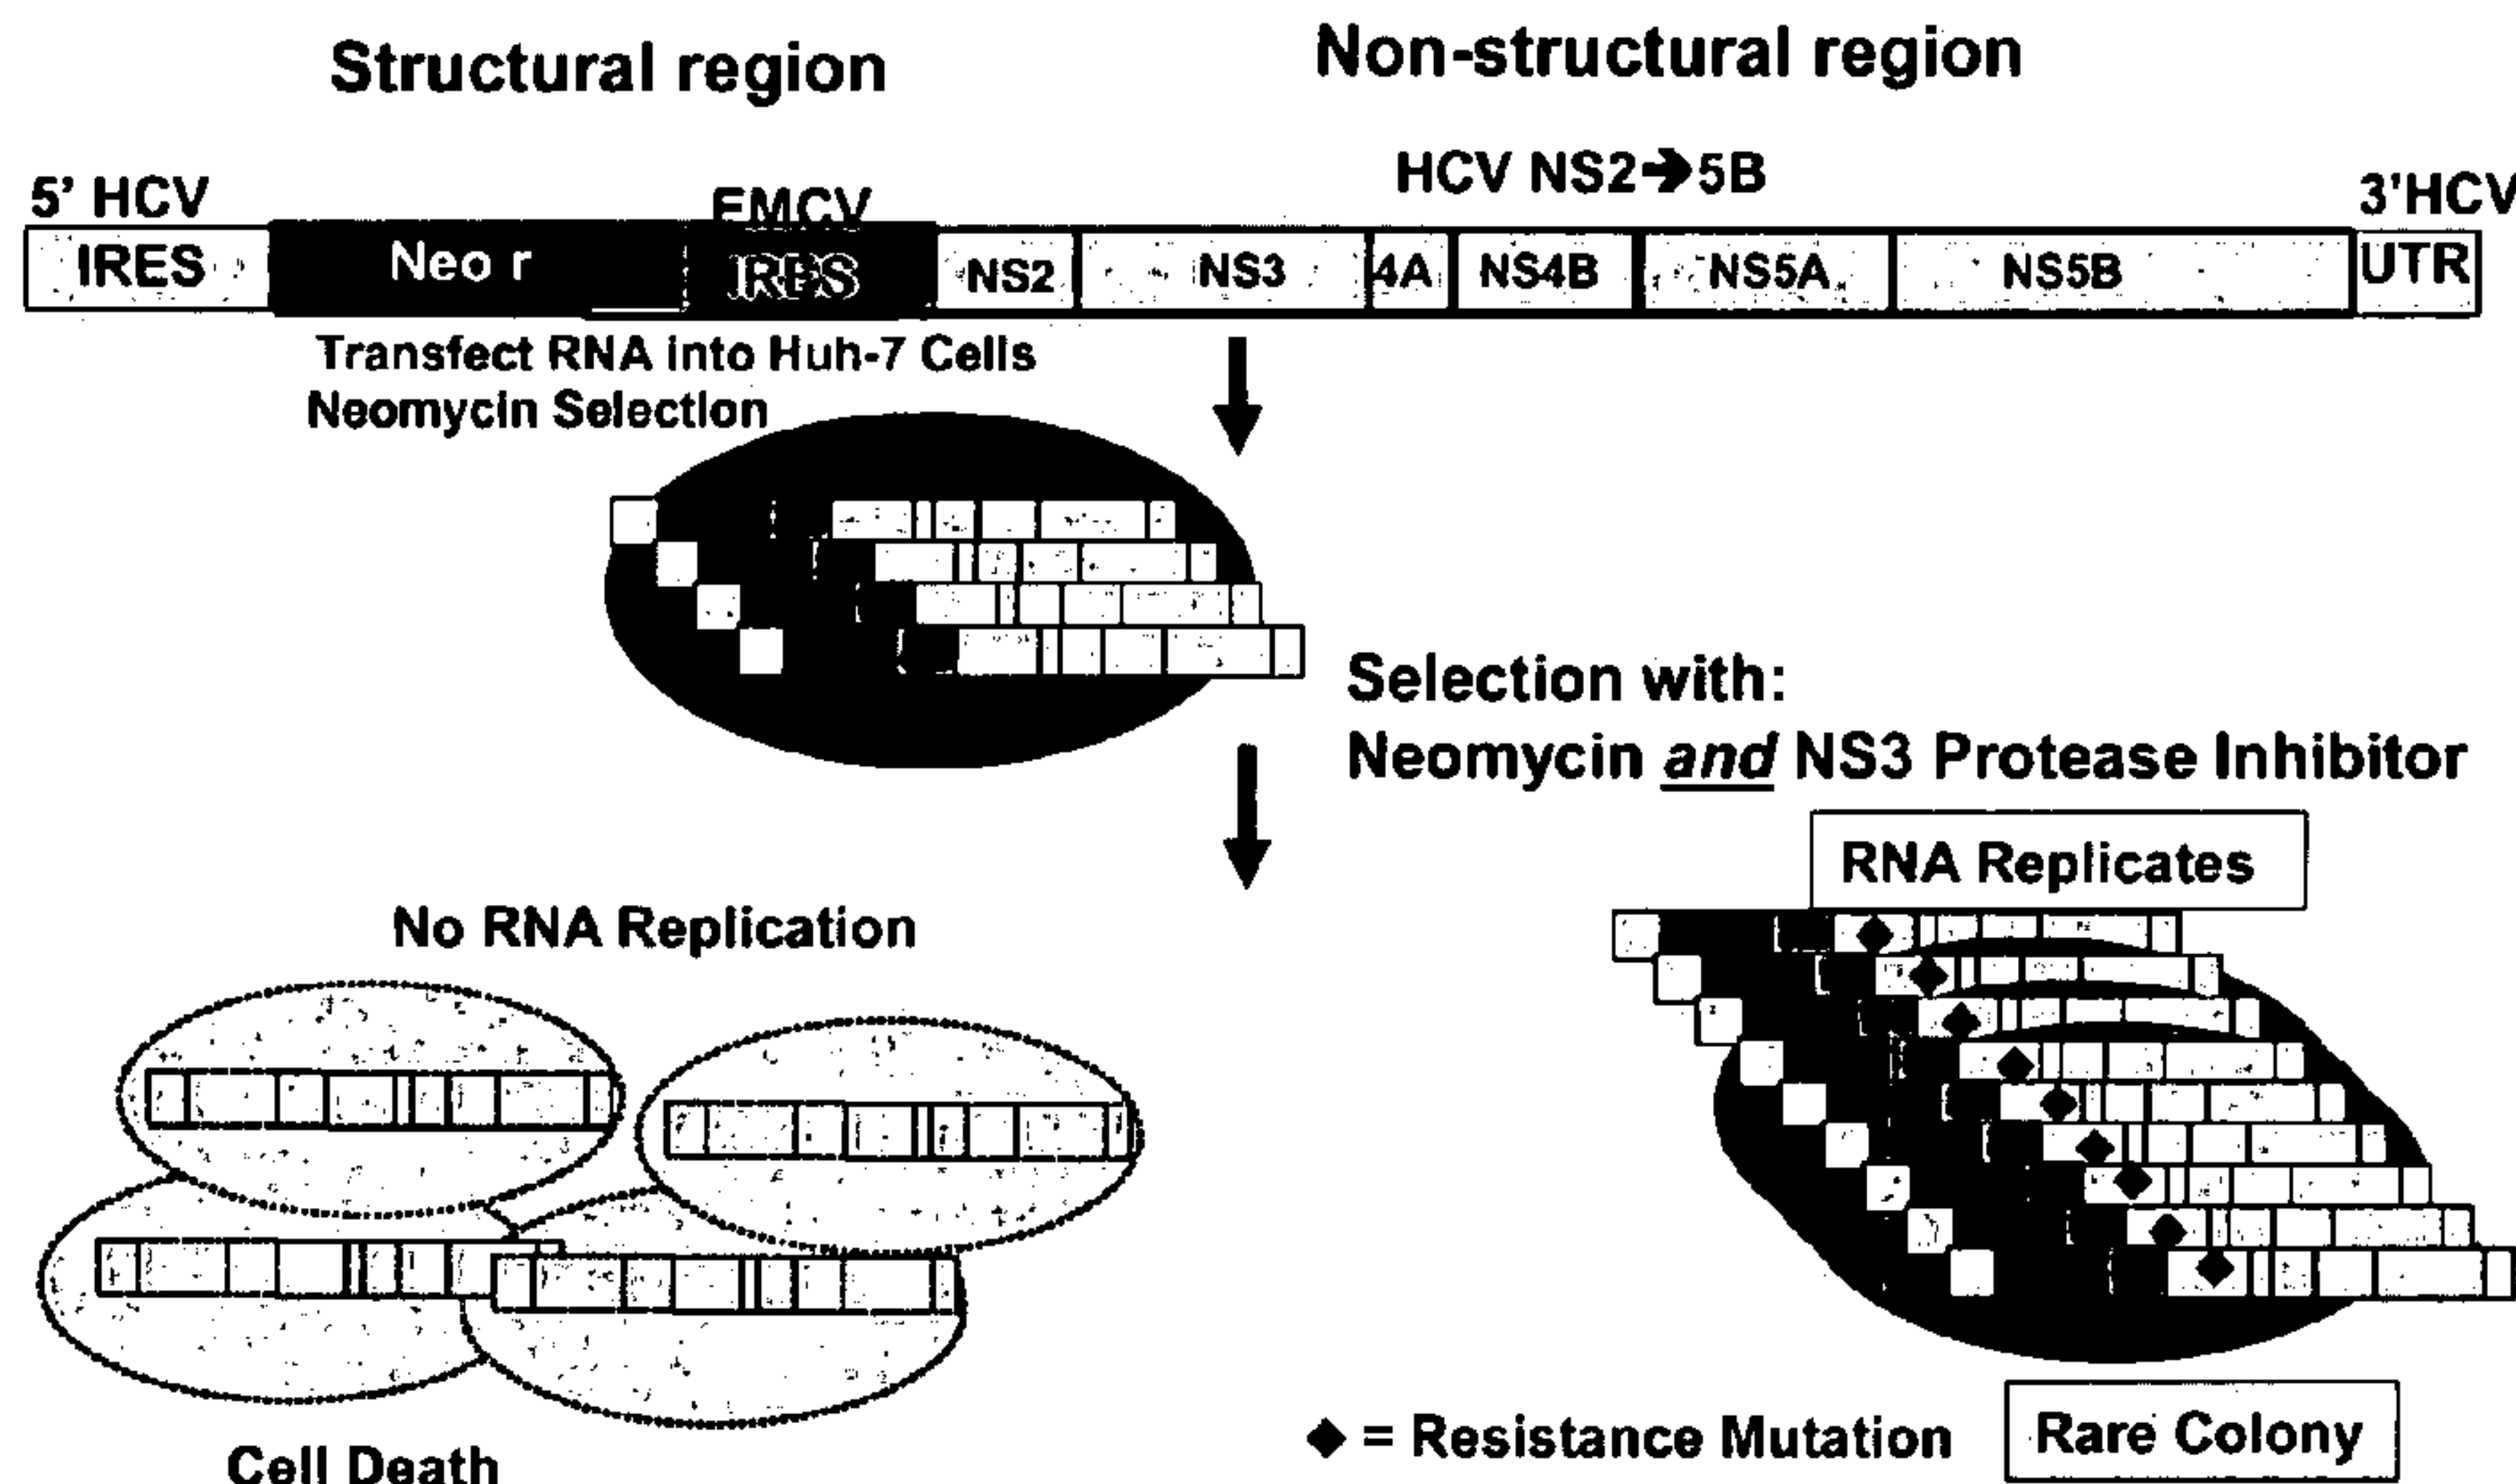 Structural region
Non-structural region
HCV NS2➔5B
5' HCV
EMCV
3'HCV
IRES
Neo r
IRES
NS2
NS3
4A
NS4B
NS5A
NS5B
UTR
Transfect RNA into Huh-7 Cells
Neomycin Selection
Selection with:
Neomycin and NS3 Protease Inhibitor
RNA Replicates
No RNA Replication
◆ = Resistance Mutation
Rare Colony
Cell Death